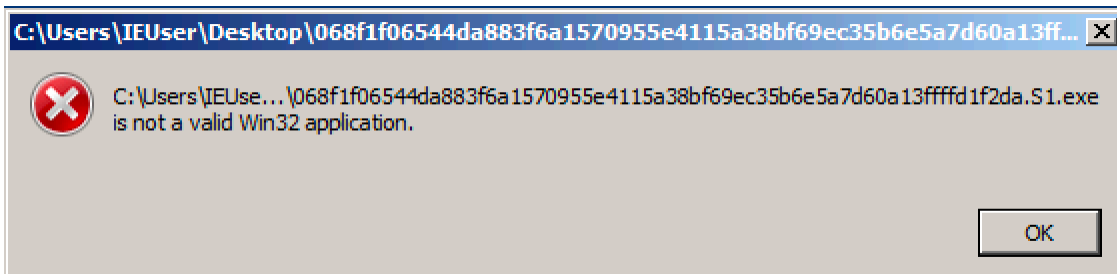 C:\Users\IEUser\Desktop\068f1f06544da883f6a1570955e4115a38bf69ec35b6e5a7d60a13ff...
C:\Users\IEUse...\068f1f06544da883f6a1570955e4115a38bf69ec35b6e5a7d60a13ffffd1f2da.S1.exe
is not a valid Win32 application.
OK